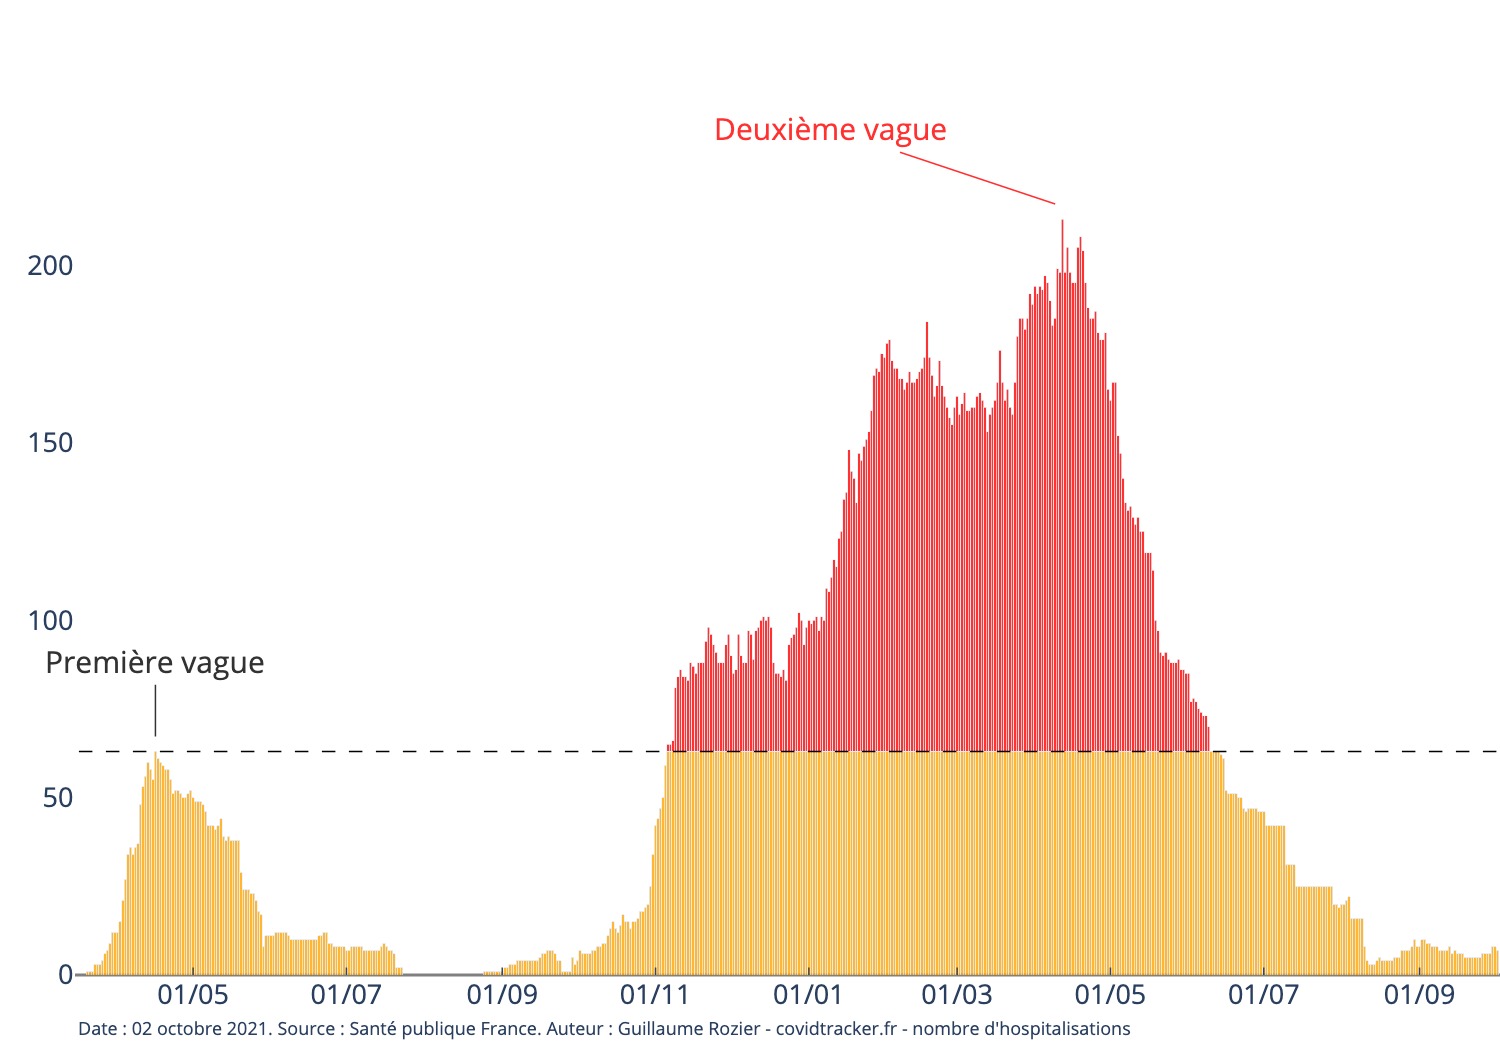 Deuxième vague
200
150
100
Première vague
50
0
01/05 01/07 01/09 01/11 01/01 01/03 01/05 01/07 01/09
Date : 02 octobre 2021. Source : Santé publique France. Auteur : Guillaume Rozier - covidtracker.fr - nombre d'hospitalisations